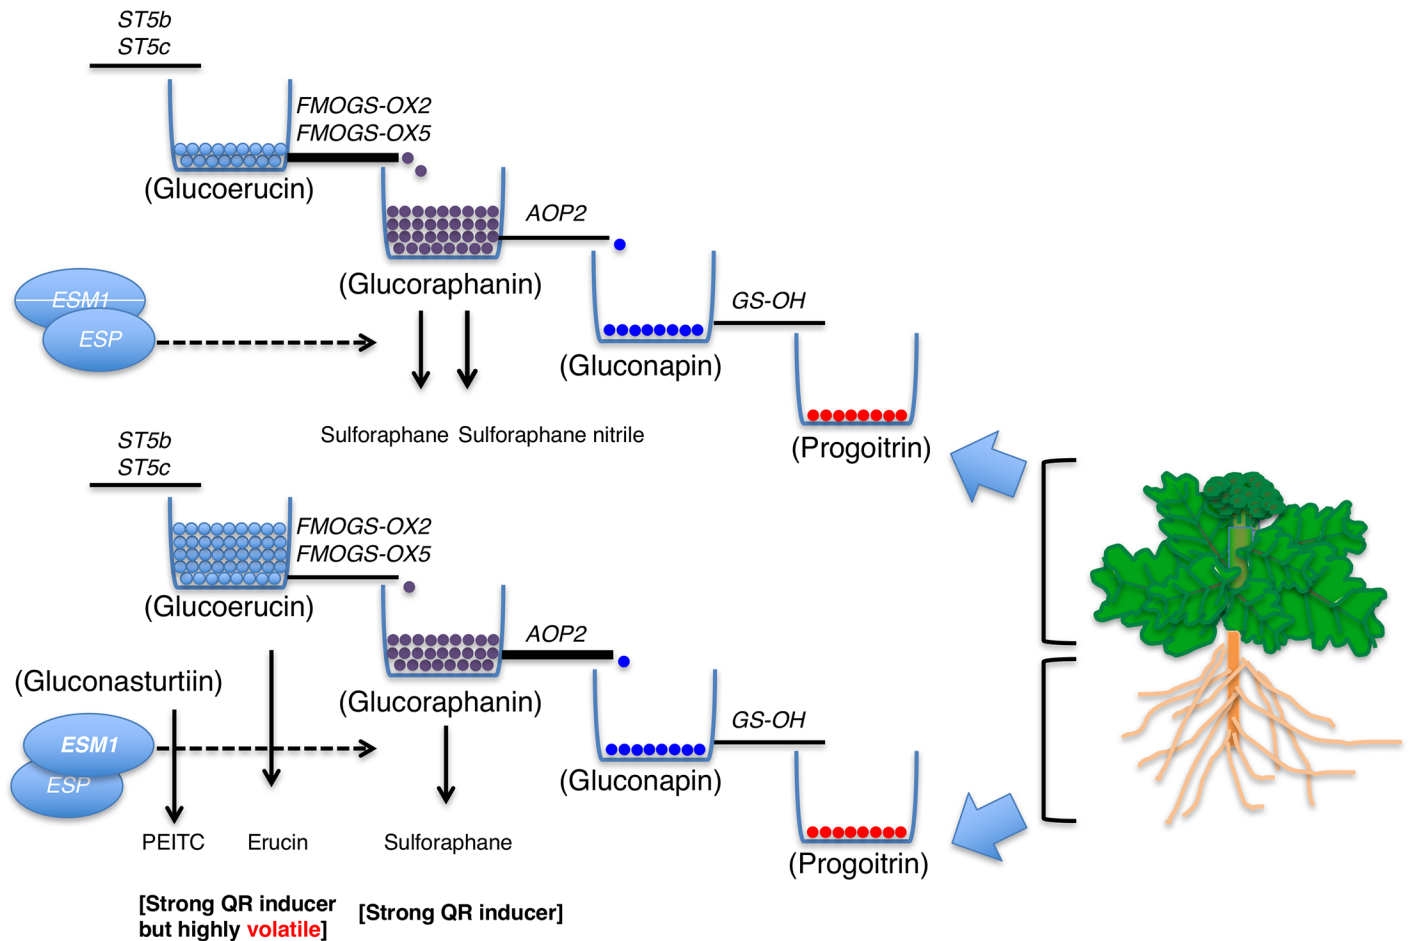 ST5b
ST5c
FMOGS-OX2
FMOGS-OX5
(Glucoerucin)
AOP2
(Glucoraphanin)
GS-OH
ESM1
ESP
(Gluconapin)
Sulforaphane Sulforaphane nitrile
(Progoitrin)
ST5b
ST5c
FMOGS-OX2
FMOGS-OX5
(Glucoerucin)
AOP2
(Gluconasturtiin)
(Glucoraphanin)
GS-OH
ESM1
ESP
(Gluconapin)
PEITC
Erucin
Sulforaphane
(Progoitrin)
[Strong QR inducer
but highly volatile]
[Strong QR inducer]